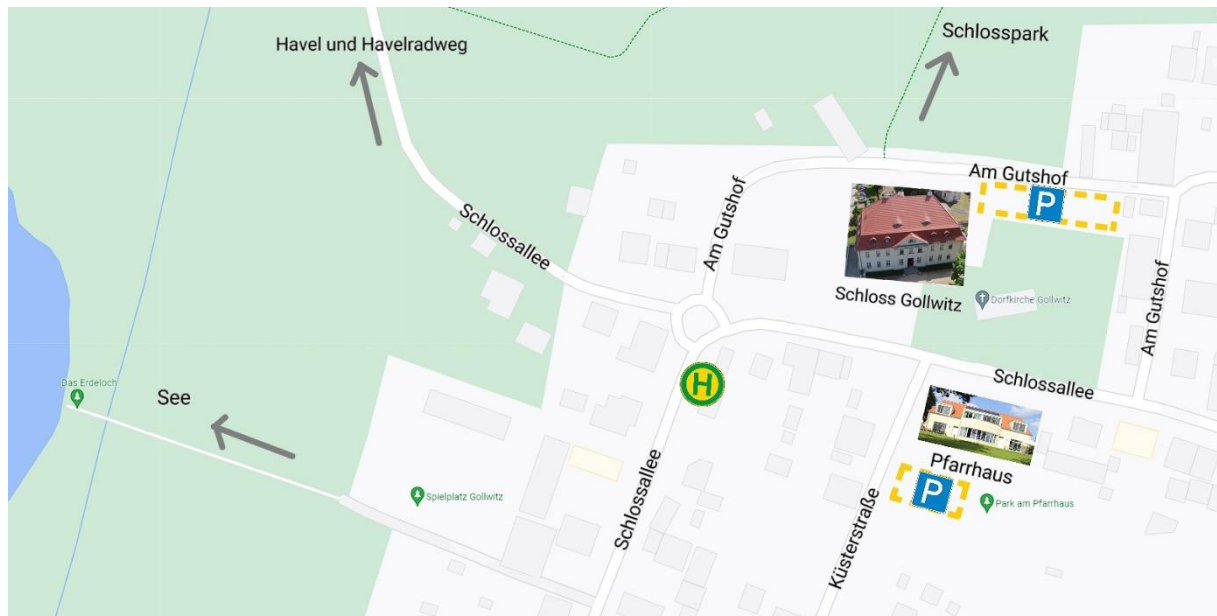 Havel und Havelradweg
Schlosspark
Am Gutshof
P
Schlossallee
Am Gutshof
Schloss Gollwitz
Dorfkirche Gollwitz
Am Gutshof
Das Erdeloch
See
H
Schlossallee
Pfarrhaus
P
Spielplatz Gollwitz
Park am Pfarrhaus
Schlossallee
Küsterstraße